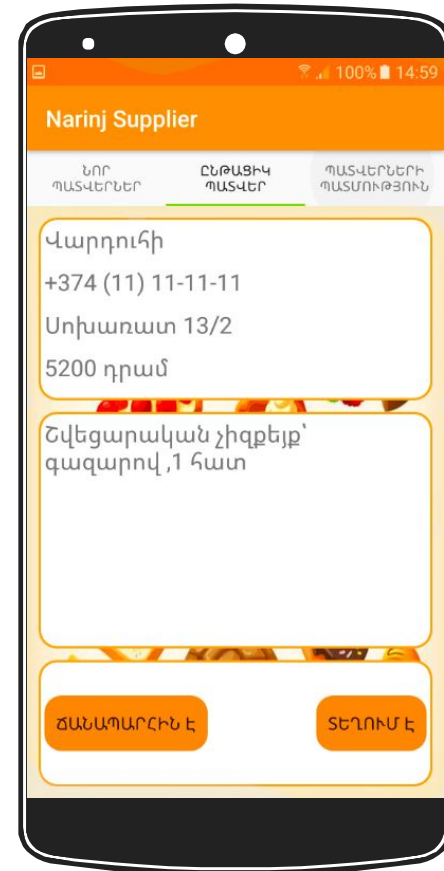 100% 14:59
Narinj Supplier
ՆՈՐ ՊԱՏՎԵՐՆԵՐ
ԸՆԹԱՑԻԿ ՊԱՏՎԵՐ
ՊԱՏՎԵՐՆԵՐԻ ՊԱՏՄՈՒԹՅՈՒՆ
Վարդուհի
+374 (11) 11-11-11
Սոխառատ 13/2
5200 դրամ
Շվեցարական չիզքեյք՝
գազարով ,1 հատ
ՃԱՆԱՊԱՐՀԻՆ Է
ՏԵՂՈՒՄ Է